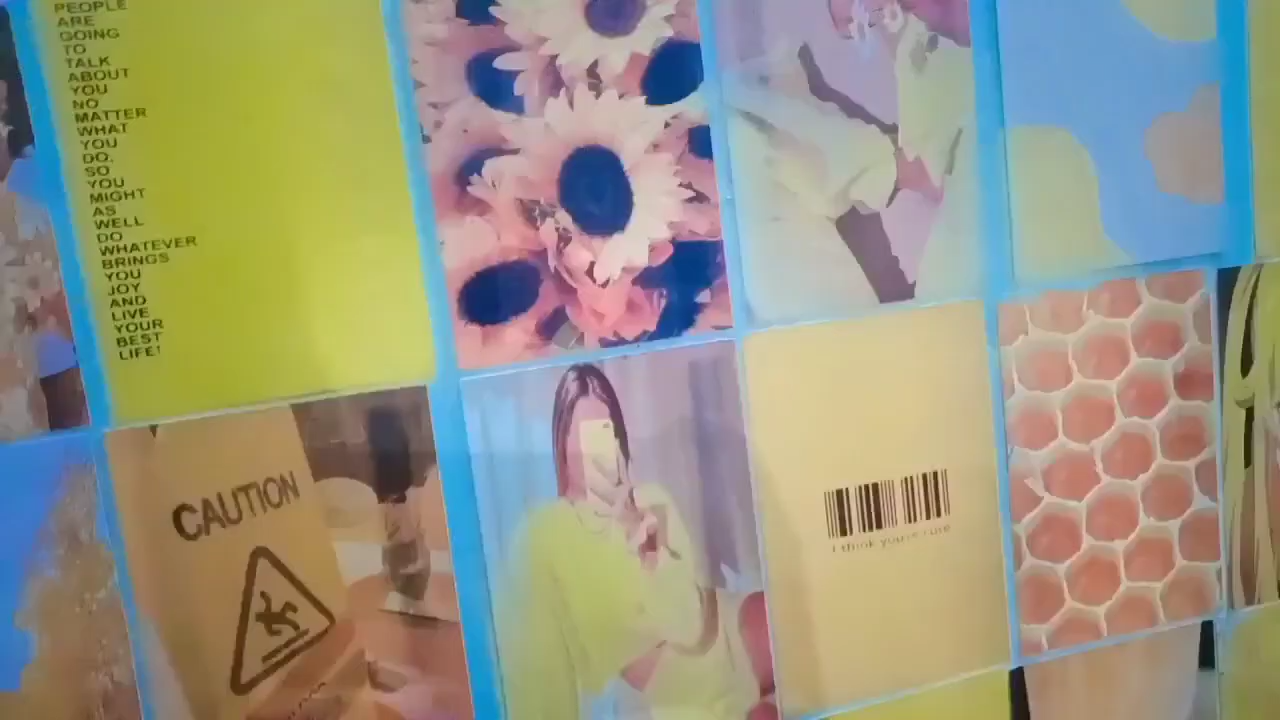 PEOPLE
ARE
GOING
TO
TALK
ABOUT
YOU
NO
MATTER
WHAT
YOU
DO.
SO
YOU
MIGHT
AS
WELL
DO
WHATEVER
BRINGS
YOU
JOY
AND
LIVE
YOUR
BEST
LIFE!
CAUTION
I think you're cute